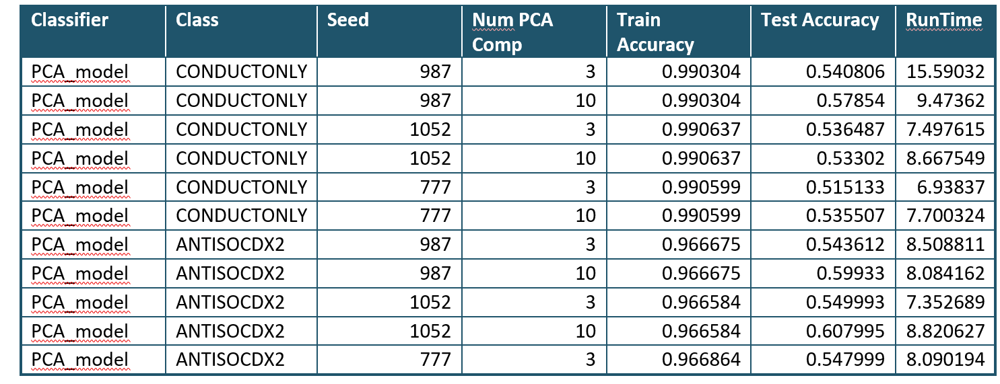 Classifier Class Seed Num PCA Comp Train Accuracy Test Accuracy RunTime
PCA_model CONDUCTONLY 987 3 0.990304 0.540806 15.59032
PCA_model CONDUCTONLY 987 10 0.990304 0.57854 9.47362
PCA_model CONDUCTONLY 1052 3 0.990637 0.536487 7.497615
PCA_model CONDUCTONLY 1052 10 0.990637 0.53302 8.667549
PCA_model CONDUCTONLY 777 3 0.990599 0.515133 6.93837
PCA_model CONDUCTONLY 777 10 0.990599 0.535507 7.700324
PCA_model ANTISOCDX2 987 3 0.966675 0.543612 8.508811
PCA_model ANTISOCDX2 987 10 0.966675 0.59933 8.084162
PCA_model ANTISOCDX2 1052 3 0.966584 0.549993 7.352689
PCA_model ANTISOCDX2 1052 10 0.966584 0.607995 8.820627
PCA_model ANTISOCDX2 777 3 0.966864 0.547999 8.090194